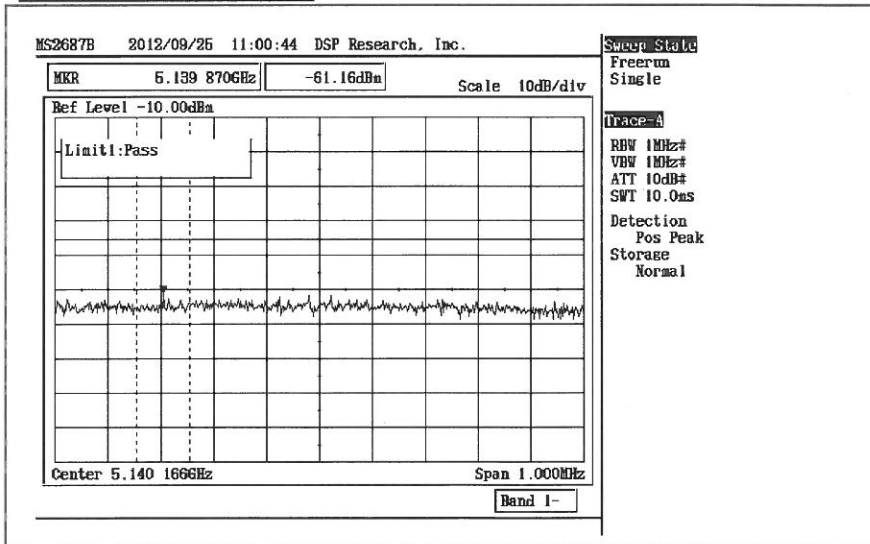 MS2687B 2012/09/25 11:00:44 DSP Research, Inc.
MKR 5.139 870GHz -61.16dBm Scale 10dB/div
Ref Level -10.00dBm
Limit1:Pass
Center 5.140 166GHz Span 1.000MHz
Band 1-
Sweep State
Freerun
Single
Trace-A
RBW 1MHz#
VBW 1MHz#
ATT 10dB#
SWT 10.0ms
Detection
Pos Peak
Storage
Normal